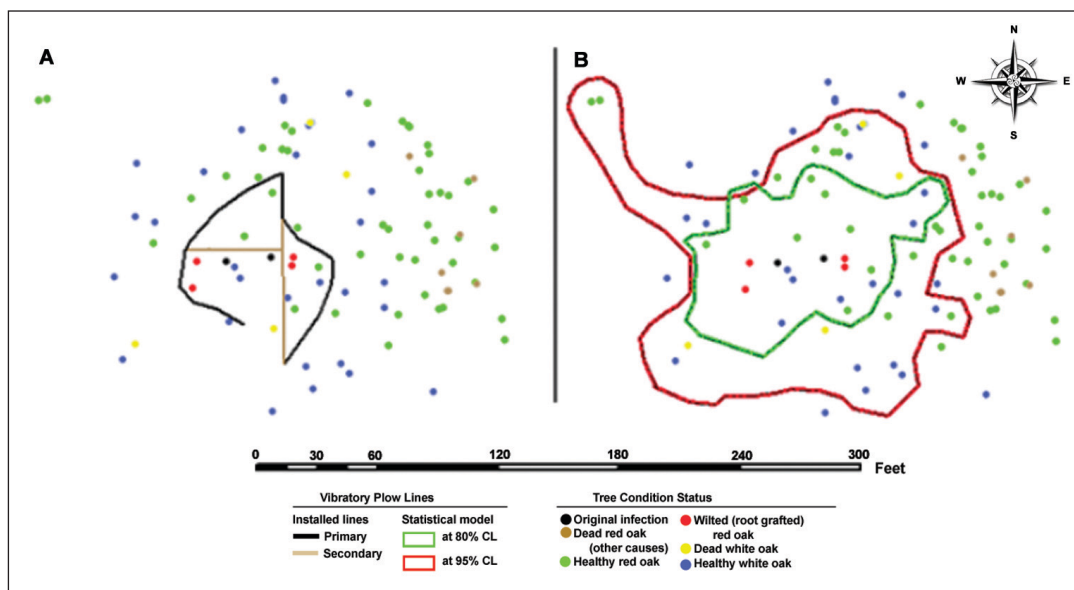 A
B
N
W
E
S
0
30
60
120
180
240
300
Feet
Vibratory Plow Lines
Installed lines
Primary
Secondary
Statistical model
at 80% CL
at 95% CL
Tree Condition Status
Original infection
Dead red oak
(other causes)
Healthy red oak
Wilted (root grafted)
red oak
Dead white oak
Healthy white oak